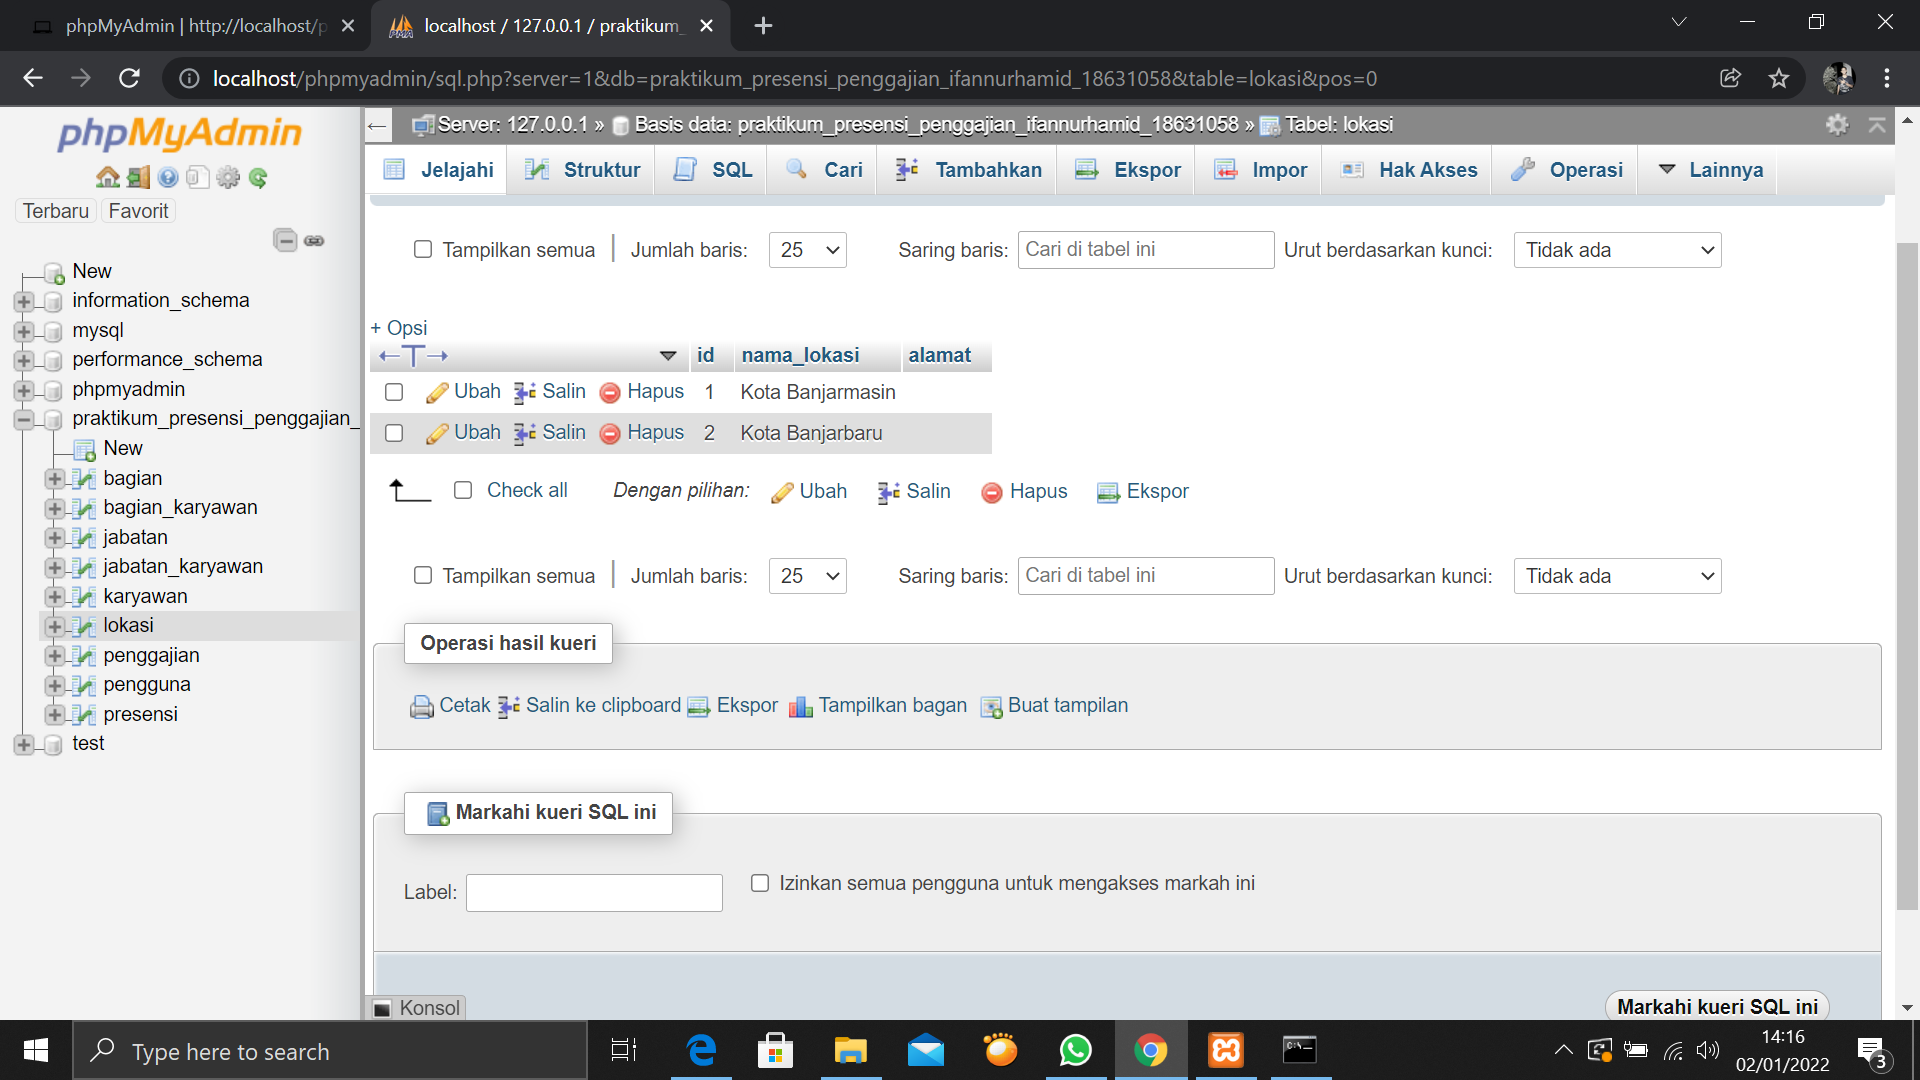 phpMyAdmin | http://localhost/p
localhost / 127.0.0.1 / praktikum_
localhost/phpmyadmin/sql.php?server=1&db=praktikum_presensi_penggajian_ifannurhamid_18631058&table=lokasi&pos=0
phpMyAdmin
Terbaru Favorit
New
information_schema
mysql
performance_schema
phpmyadmin
praktikum_presensi_penggajian_
New
bagian
bagian_karyawan
jabatan
jabatan_karyawan
karyawan
lokasi
penggajian
pengguna
presensi
test
Server: 127.0.0.1 » Basis data: praktikum_presensi_penggajian_ifannurhamid_18631058 » Tabel: lokasi
Jelajahi Struktur SQL Cari Tambahkan Ekspor Impor Hak Akses Operasi Lainnya
Tampilkan semua Jumlah baris: 25 Saring baris: Cari di tabel ini Urut berdasarkan kunci: Tidak ada
+ Opsi
←T→ id nama_lokasi alamat
Ubah Salin Hapus 1 Kota Banjarmasin
Ubah Salin Hapus 2 Kota Banjarbaru
Check all Dengan pilihan: Ubah Salin Hapus Ekspor
Tampilkan semua Jumlah baris: 25 Saring baris: Cari di tabel ini Urut berdasarkan kunci: Tidak ada
Operasi hasil kueri
Cetak Salin ke clipboard Ekspor Tampilkan bagan Buat tampilan
Markahi kueri SQL ini
Label: Izinkan semua pengguna untuk mengakses markah ini
Konsol
Markahi kueri SQL ini
Type here to search
14:16
02/01/2022
3